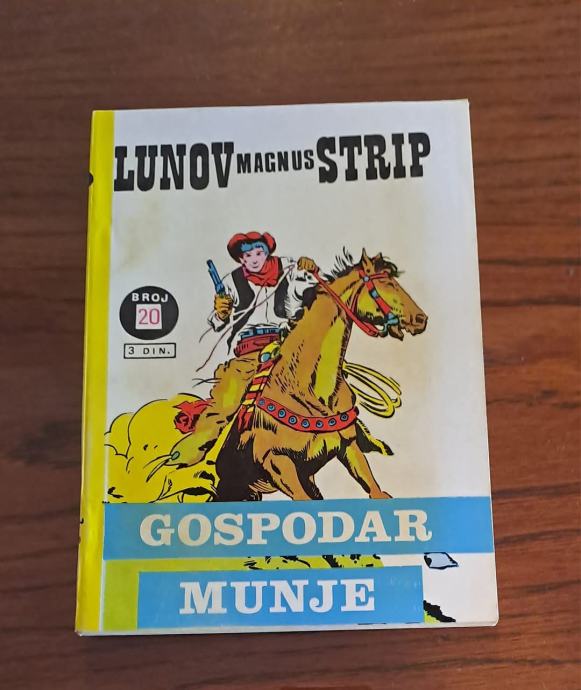 LUNOV MAGNUS STRIP
BROJ
20
3 DIN.
GOSPODAR
MUNJE